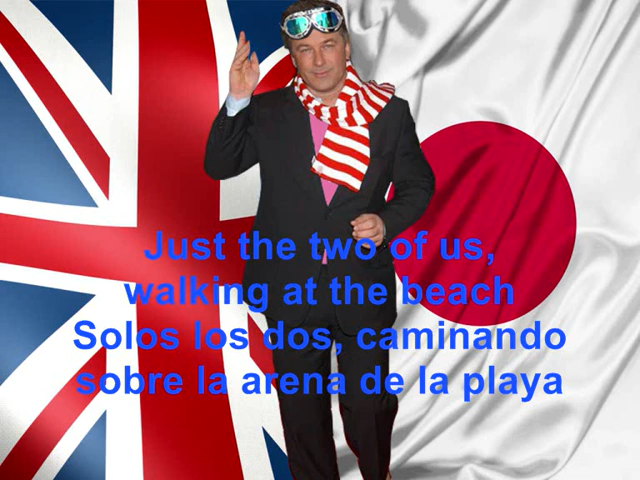 Just the two of us,
walking at the beach
Solos los dos, caminando
sobre la arena de la playa